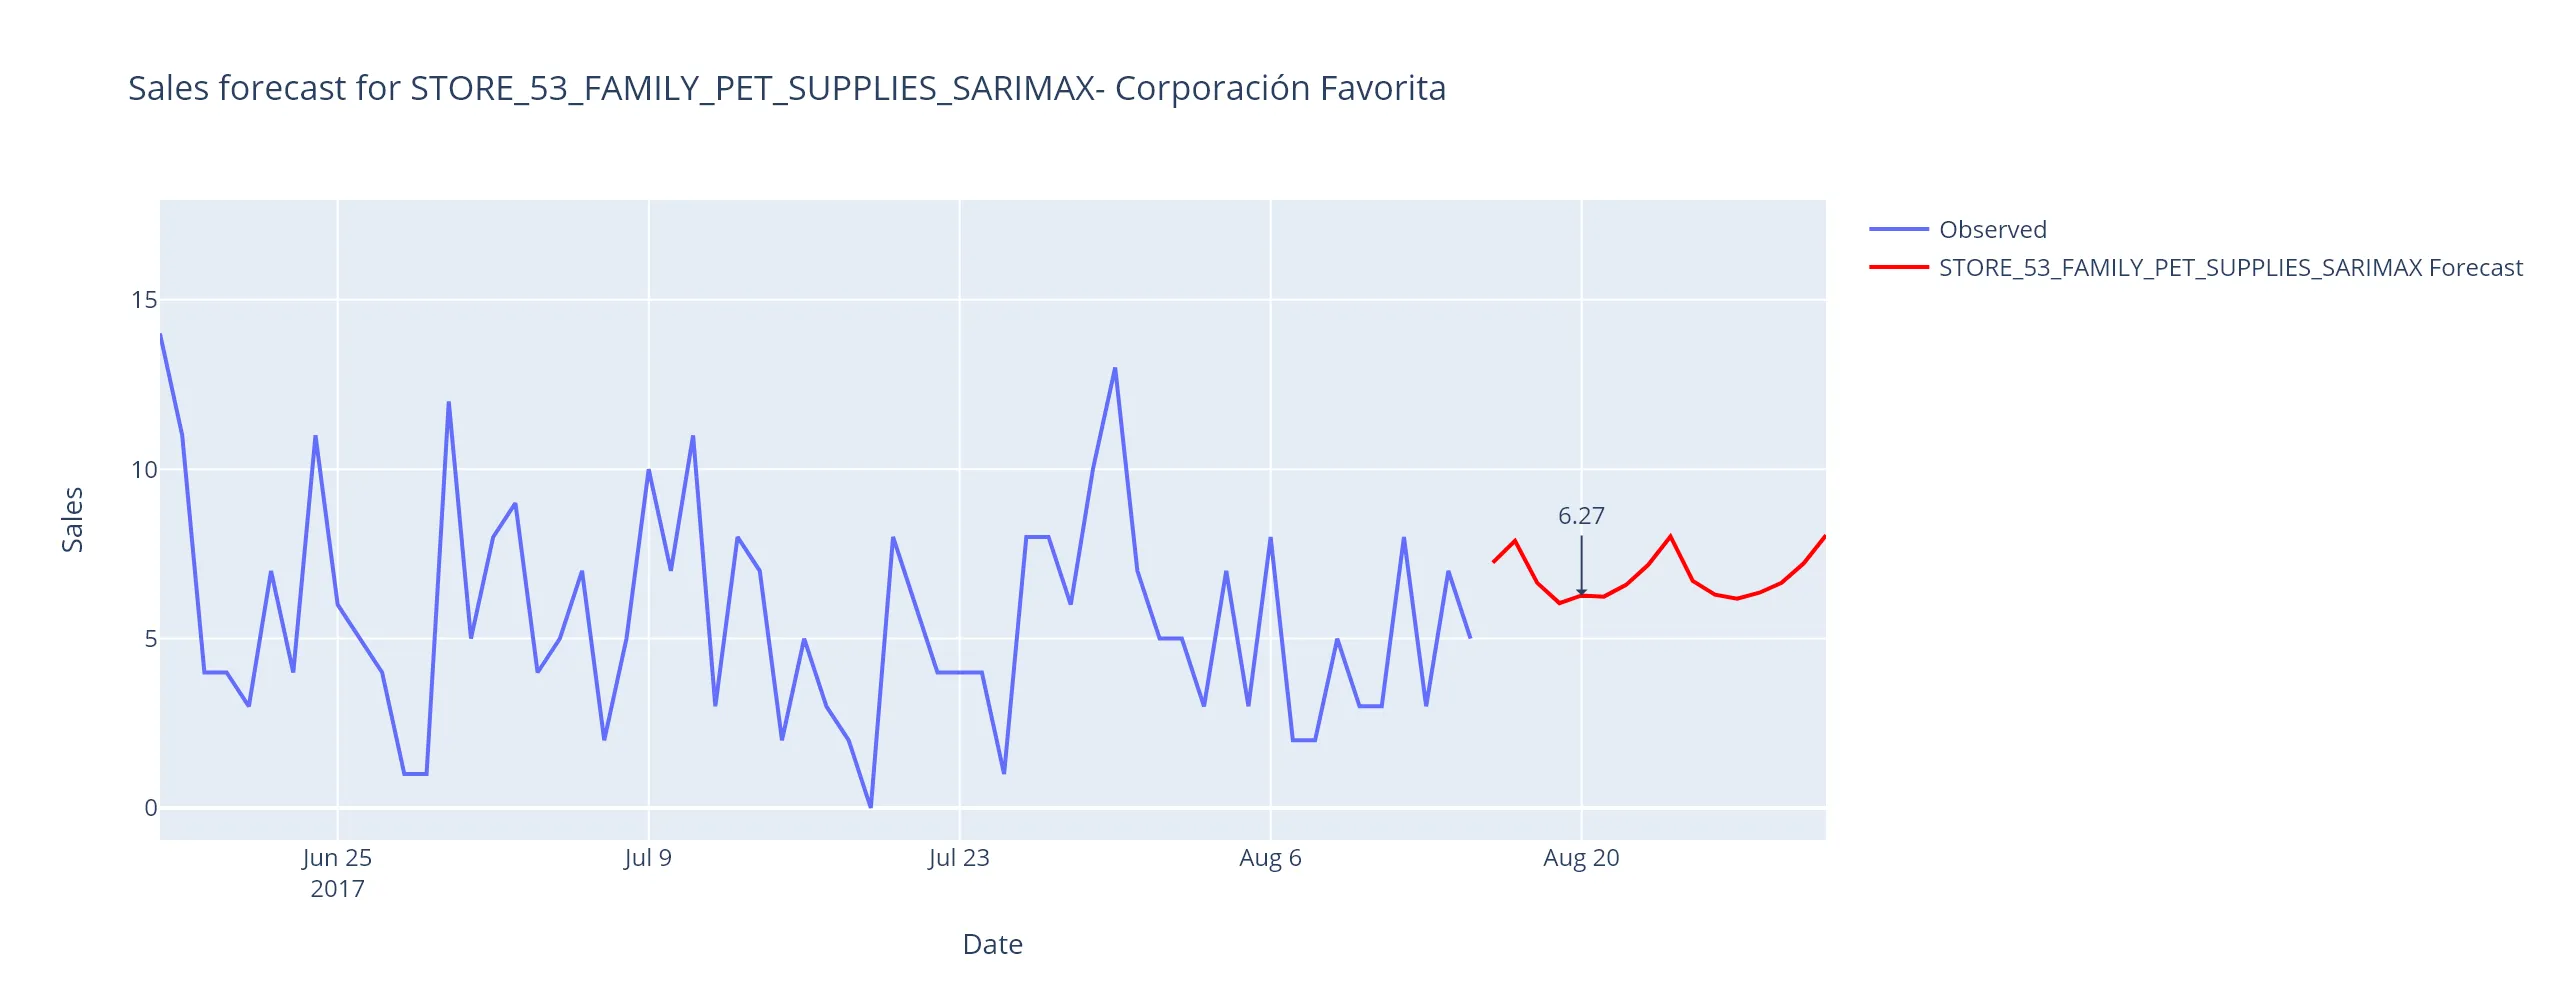 Sales forecast for STORE_53_FAMILY_PET_SUPPLIES_SARIMAX- Corporación Favorita
Observed
STORE_53_FAMILY_PET_SUPPLIES_SARIMAX Forecast
15
10
5
0
Sales
6.27
Jun 25
2017
Jul 9
Jul 23
Aug 6
Aug 20
Date